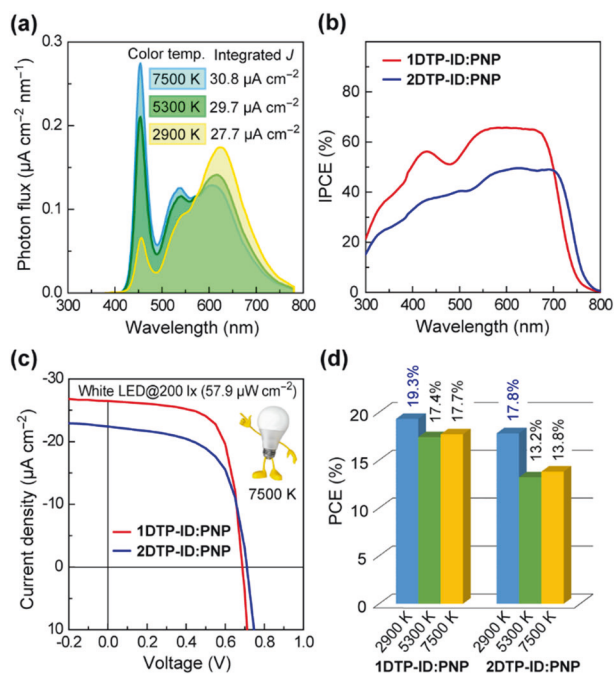 (a)
Color temp. Integrated J
7500 K 30.8 µA cm⁻²
5300 K 29.7 µA cm⁻²
2900 K 27.7 µA cm⁻²
Photon flux (µA cm⁻² nm⁻¹)
0.3
0.2
0.1
0.0
300 400 500 600 700 800
Wavelength (nm)
(b)
1DTP-ID:PNP
2DTP-ID:PNP
IPCE (%)
100
80
60
40
20
0
300 400 500 600 700 800
Wavelength (nm)
(c)
White LED@200 lx (57.9 µW cm⁻²)
7500 K
1DTP-ID:PNP
2DTP-ID:PNP
Current density (µA cm⁻²)
-30
-20
-10
0
10
-0.2 0.0 0.2 0.4 0.6 0.8 1.0
Voltage (V)
(d)
19.3%
17.4%
17.7%
17.8%
13.2%
13.8%
PCE (%)
20
15
10
5
0
2900 K
5300 K
7500 K
2900 K
5300 K
7500 K
1DTP-ID:PNP 2DTP-ID:PNP